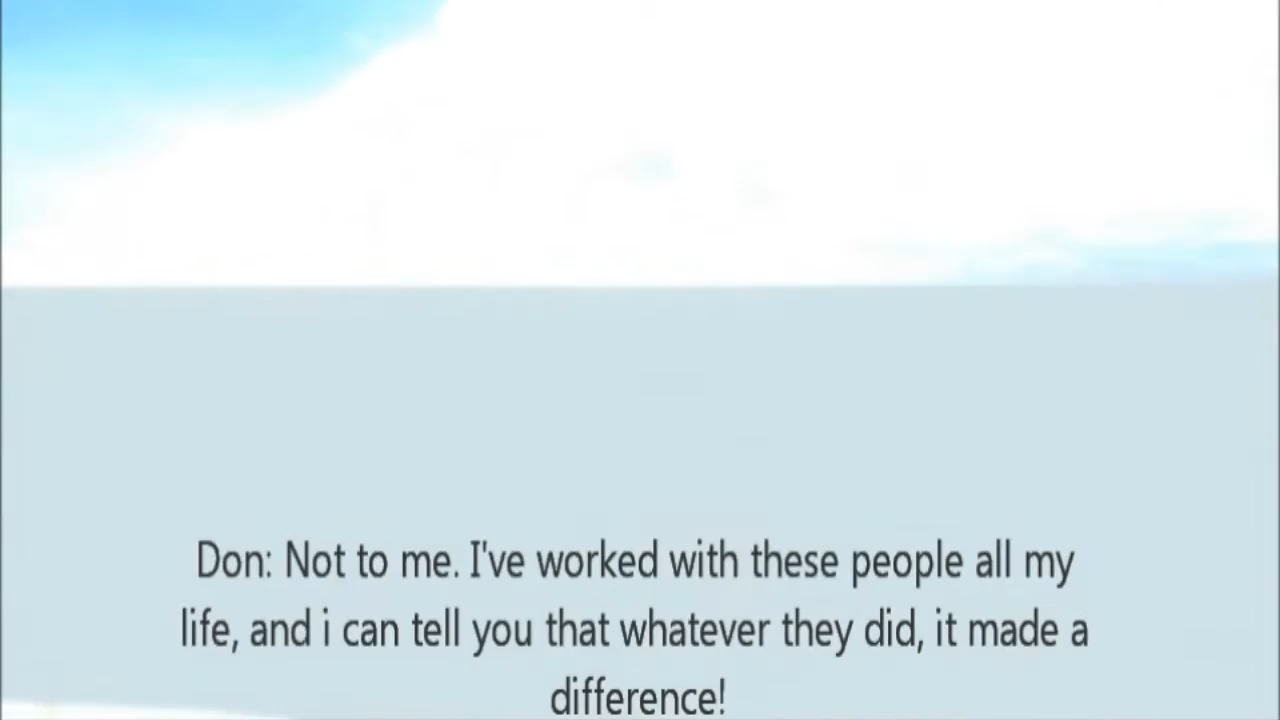 Don: Not to me. I've worked with these people all my
life, and i can tell you that whatever they did, it made a
difference!